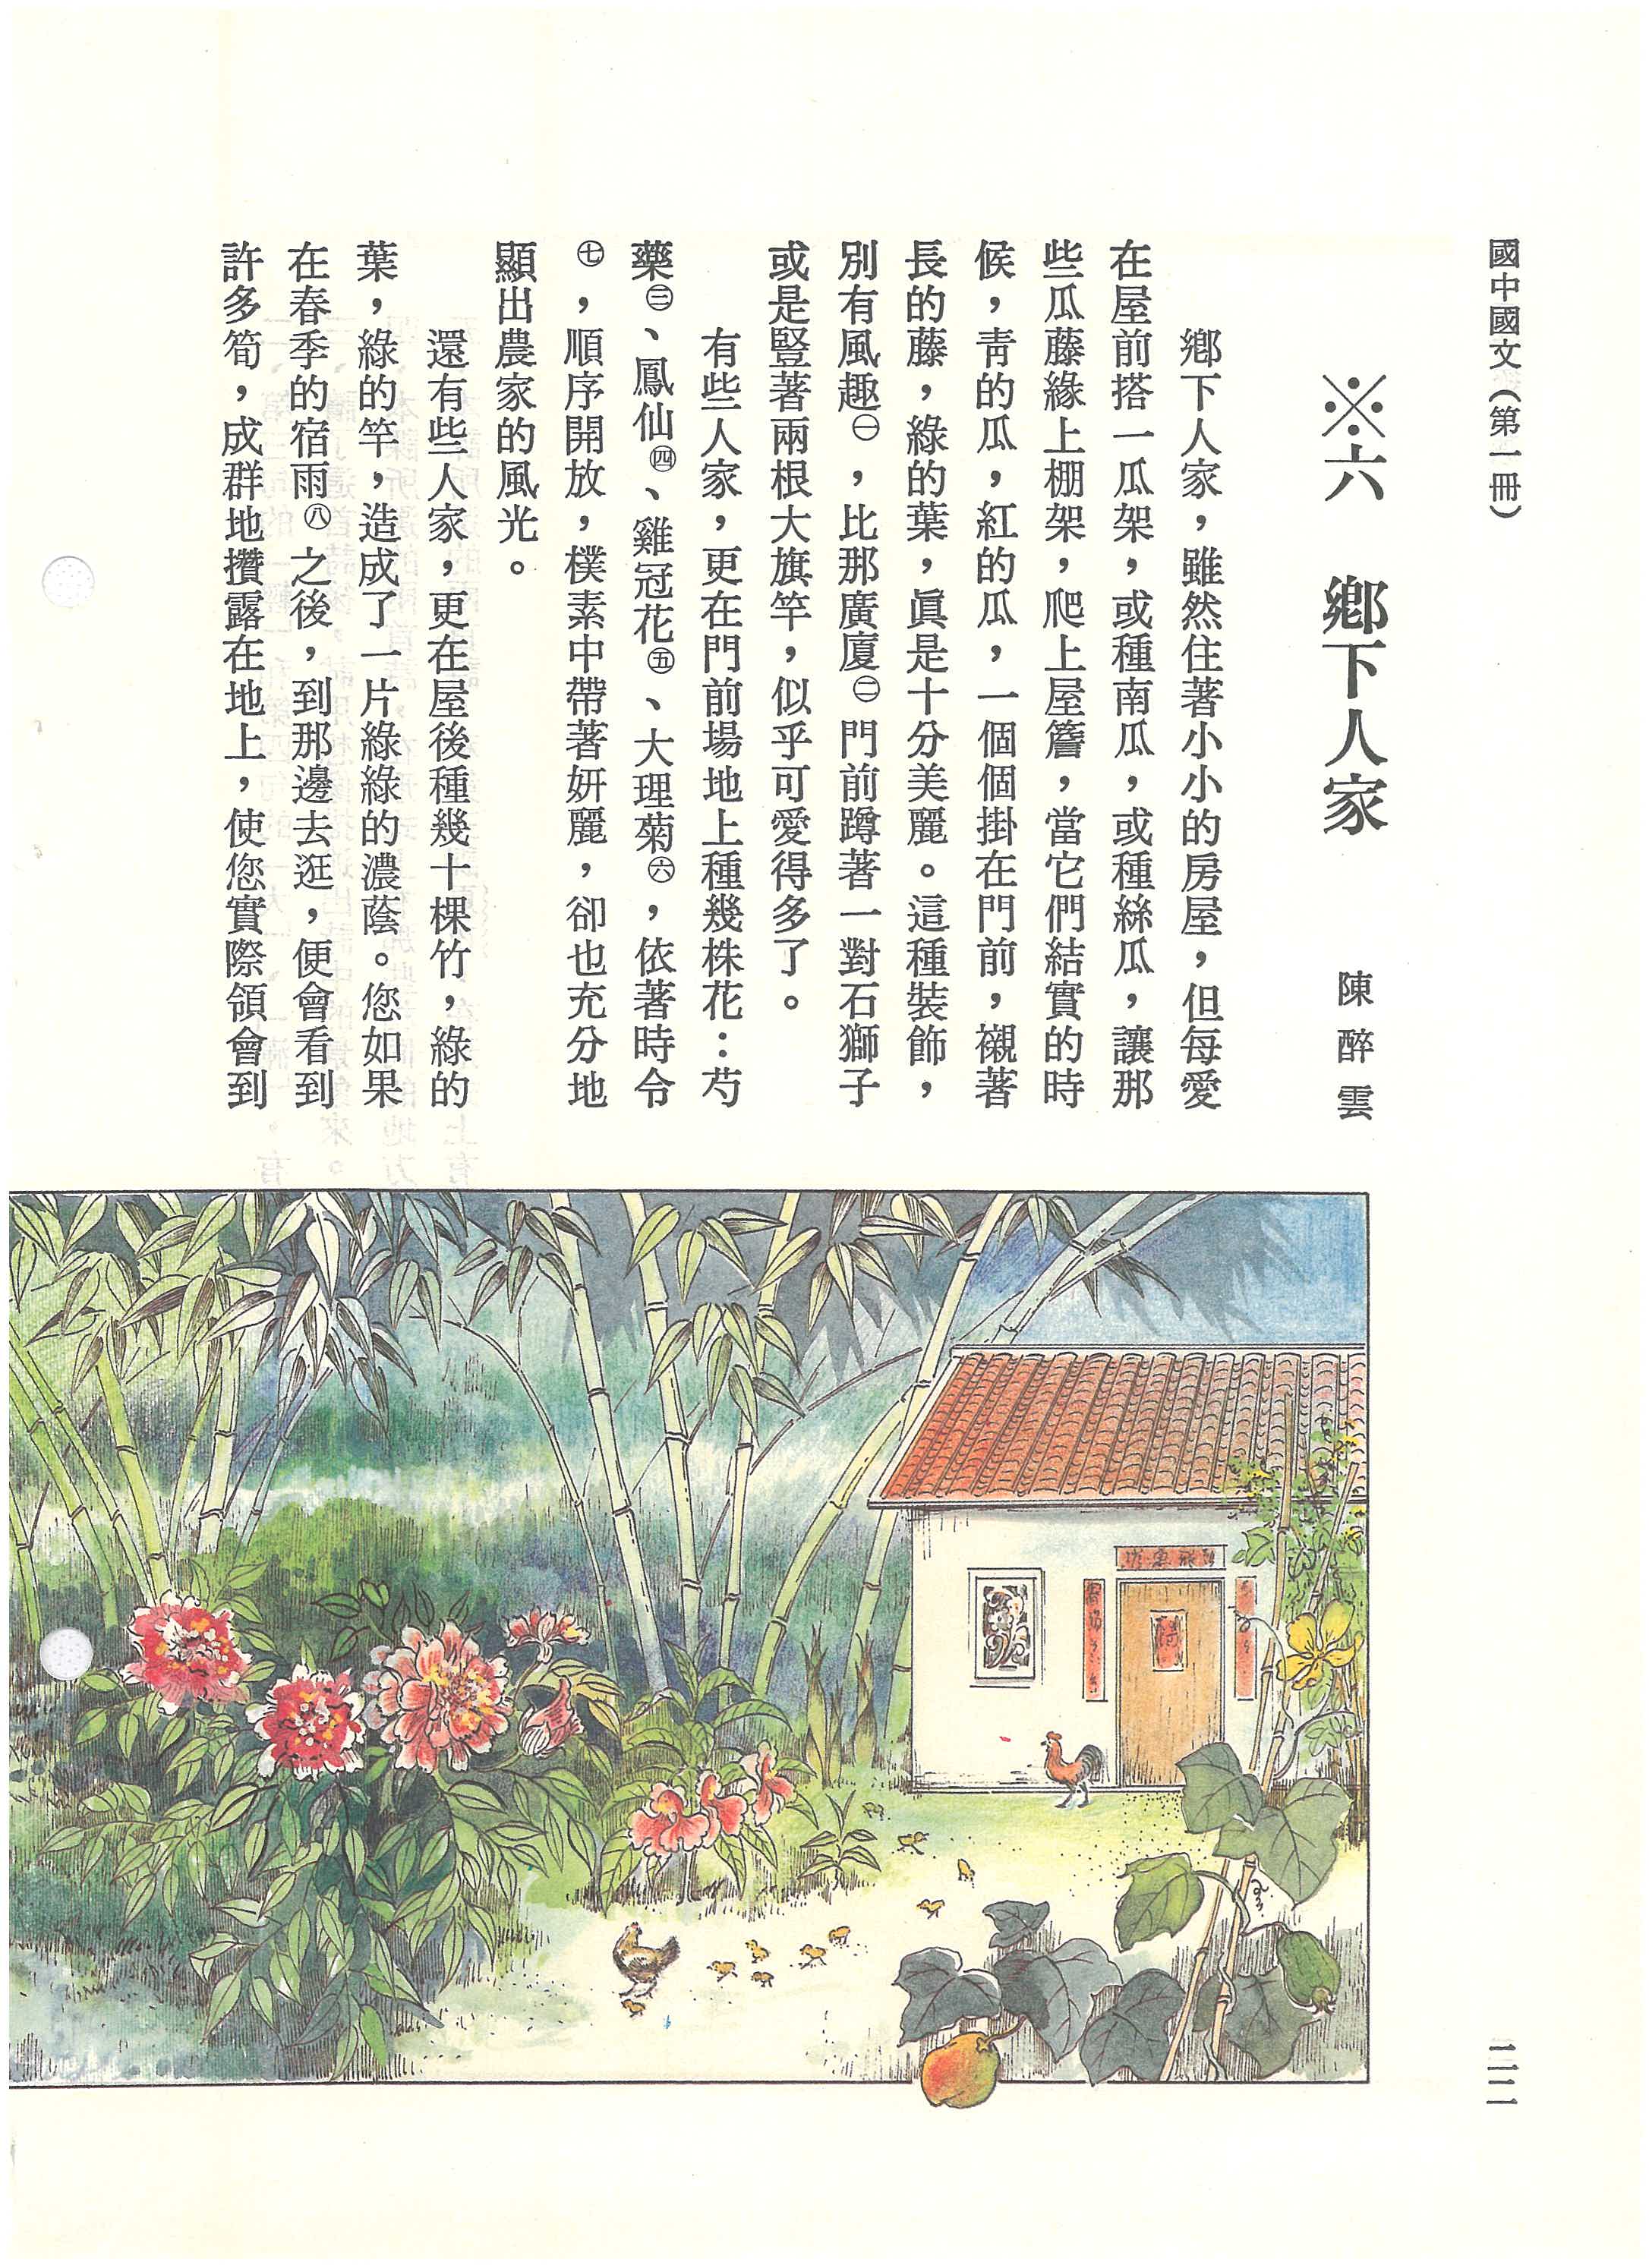 國中國文（第一冊）
二二
※六　鄉下人家
陳醉雲
鄉下人家，雖然住著小小的房屋，但每愛
在屋前搭一瓜架，或種南瓜，或種絲瓜，讓那
些瓜藤緣上棚架，爬上屋簷，當它們結實的時
候，靑的瓜，紅的瓜，一個個掛在門前，襯著
長的藤，綠的葉，眞是十分美麗。這種裝飾，
別有風趣㊀，比那廣廈㊁門前蹲著一對石獅子
或是豎著兩根大旗竿，似乎可愛得多了。
有些人家，更在門前場地上種幾株花：芍
藥㊂、鳳仙㊃、雞冠花㊄、大理菊㊅，依著時令
㊆，順序開放，樸素中帶著妍麗，卻也充分地
顯出農家的風光。
還有些人家，更在屋後種幾十棵竹，綠的
葉，綠的竿，造成了一片綠綠的濃蔭。您如果
在春季的宿雨㊇之後，到那邊去逛，便會看到
許多筍，成群地攢露在地上，使您實際領會到